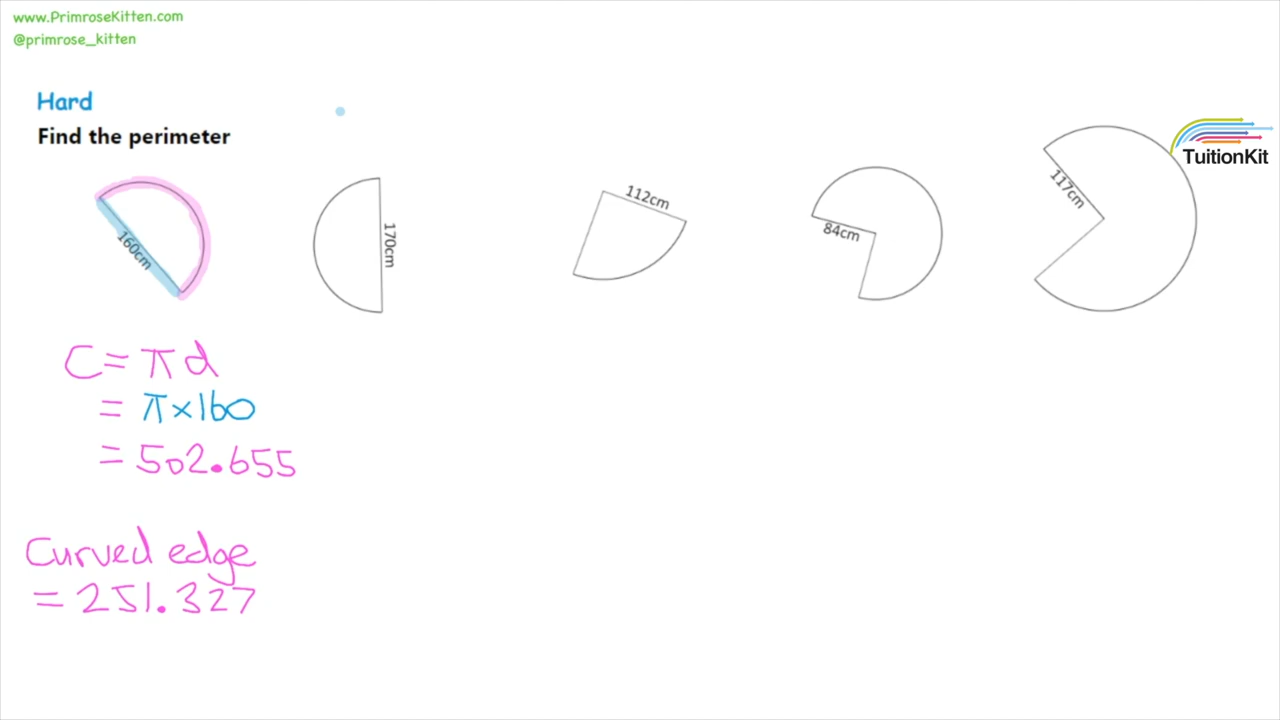 www.PrimroseKitten.com
@primrose_kitten
Hard
Find the perimeter
TuitionKit
160cm
170cm
112cm
84cm
117cm
C = πd
= π×160
= 502.655
Curved edge
= 251.327